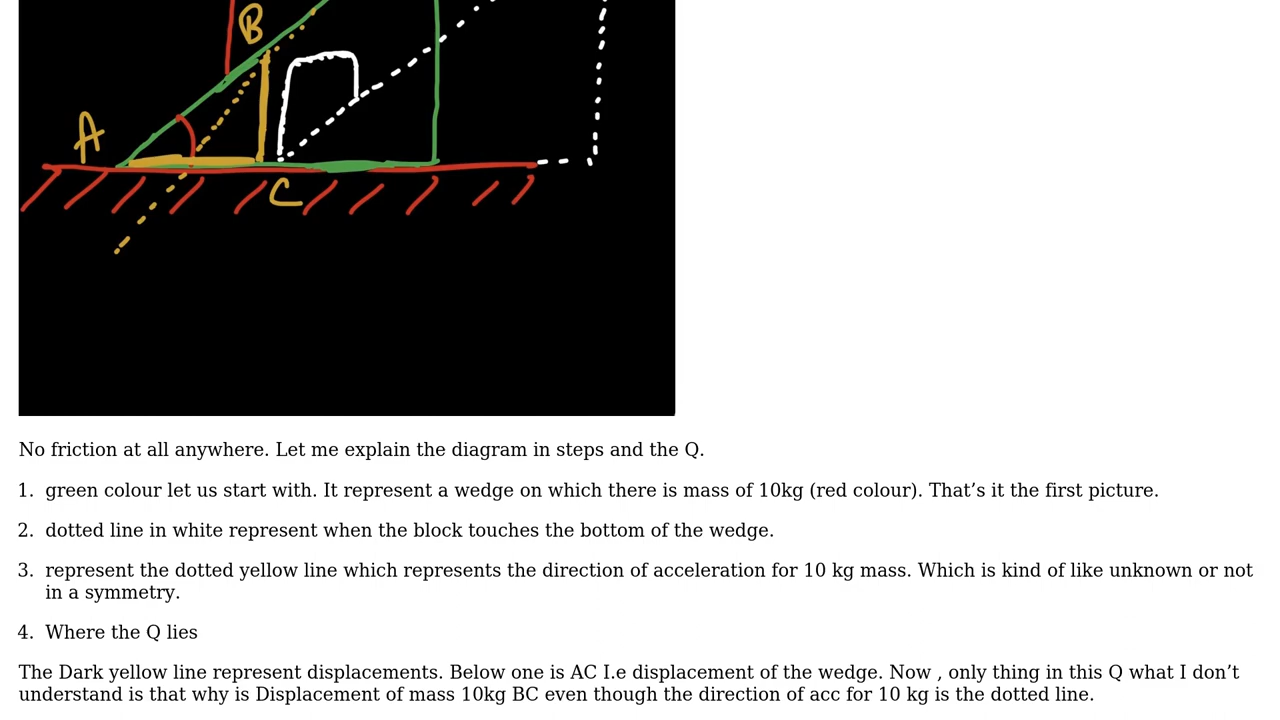 B
A
C
No friction at all anywhere. Let me explain the diagram in steps and the Q.
1. green colour let us start with. It represent a wedge on which there is mass of 10kg (red colour). That’s it the first picture.
2. dotted line in white represent when the block touches the bottom of the wedge.
3. represent the dotted yellow line which represents the direction of acceleration for 10 kg mass. Which is kind of like unknown or not
in a symmetry.
4. Where the Q lies
The Dark yellow line represent displacements. Below one is AC I.e displacement of the wedge. Now , only thing in this Q what I don’t
understand is that why is Displacement of mass 10kg BC even though the direction of acc for 10 kg is the dotted line.